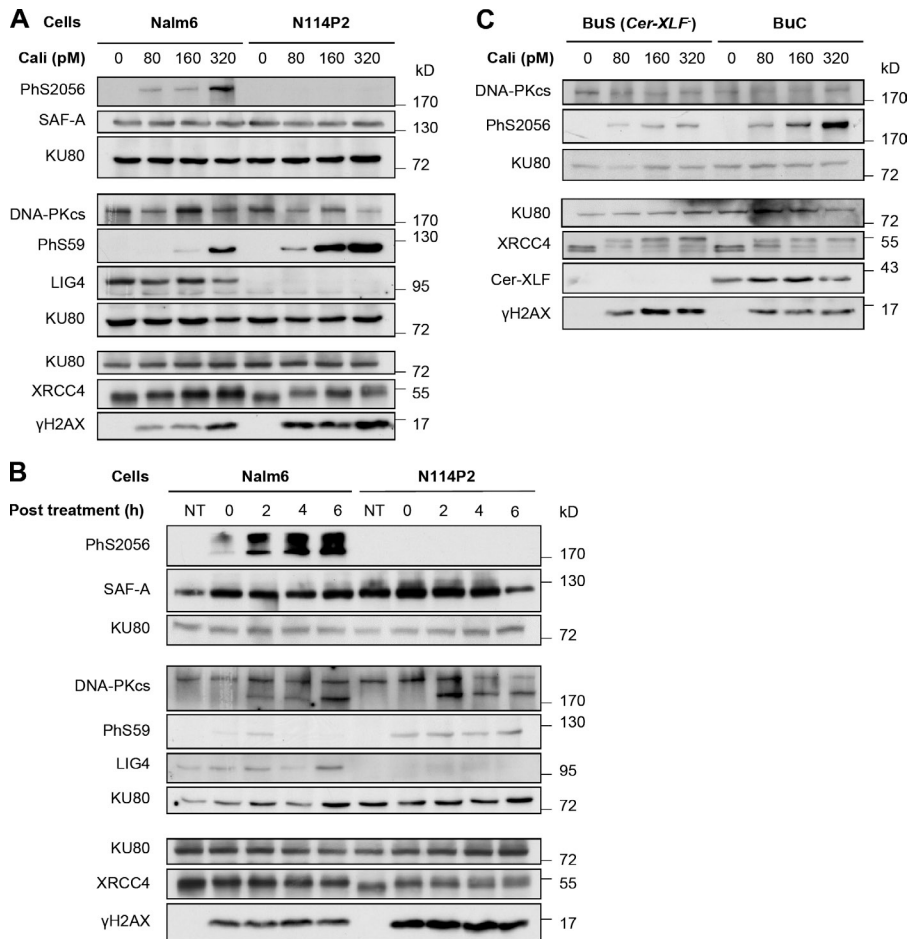 A
Cells Nalm6 N114P2
Cali (pM) 0 80 160 320 0 80 160 320 kD
PhS2056 170
SAF-A 130
KU80 72
DNA-PKcs 170
PhS59 130
LIG4 95
KU80 72
KU80 72
XRCC4 55
γH2AX 17
C
BuS (Cer-XLF-) BuC
Cali (pM) 0 80 160 320 0 80 160 320 kD
DNA-PKcs 170
PhS2056 170
KU80 72
KU80 72
XRCC4 55
Cer-XLF 43
γH2AX 17
B
Cells Nalm6 N114P2
Post treatment (h) NT 0 2 4 6 NT 0 2 4 6 kD
PhS2056 170
SAF-A 130
KU80 72
DNA-PKcs 170
PhS59 130
LIG4 95
KU80 72
KU80 72
XRCC4 55
γH2AX 17